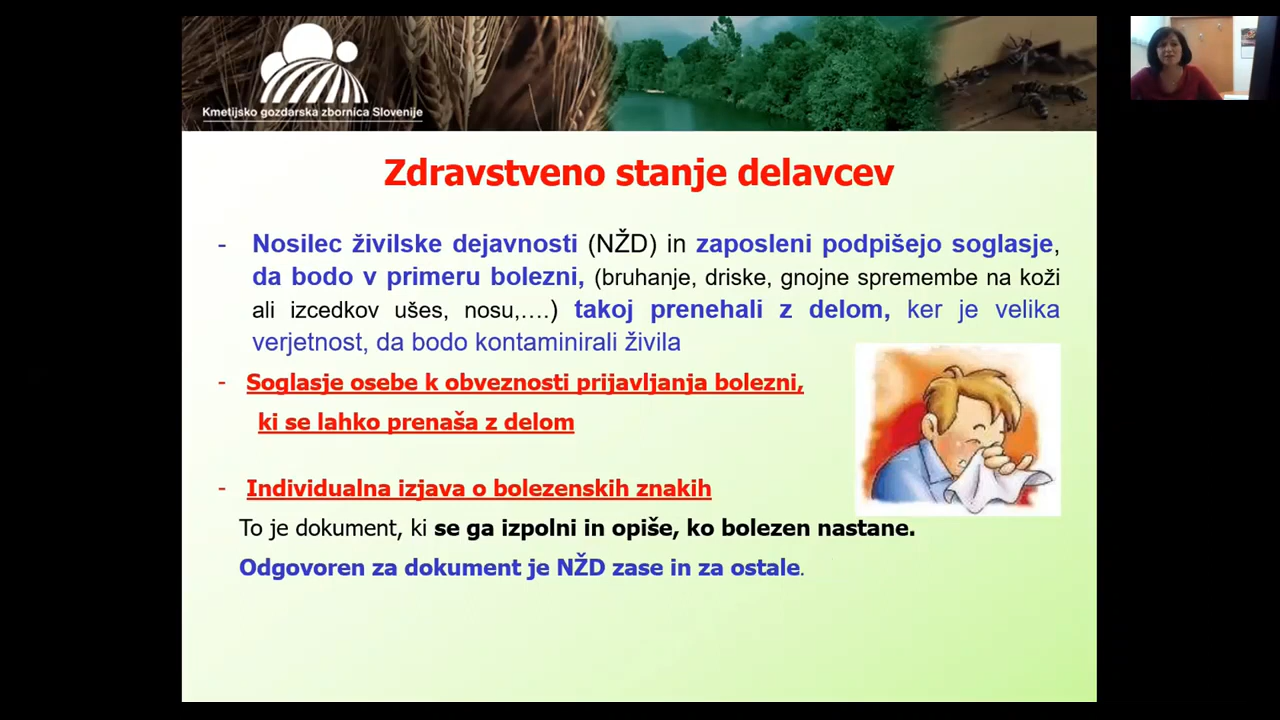 Kmetijsko gozdarska zbornica Slovenije
Zdravstveno stanje delavcev
- Nosilec živilske dejavnosti (NŽD) in zaposleni podpišejo soglasje,
da bodo v primeru bolezni, (bruhanje, driske, gnojne spremembe na koži
ali izcedkov ušes, nosu,....) takoj prenehali z delom, ker je velika
verjetnost, da bodo kontaminirali živila
- Soglasje osebe k obveznosti prijavljanja bolezni,
ki se lahko prenaša z delom
- Individualna izjava o bolezenskih znakih
To je dokument, ki se ga izpolni in opiše, ko bolezen nastane.
Odgovoren za dokument je NŽD zase in za ostale.